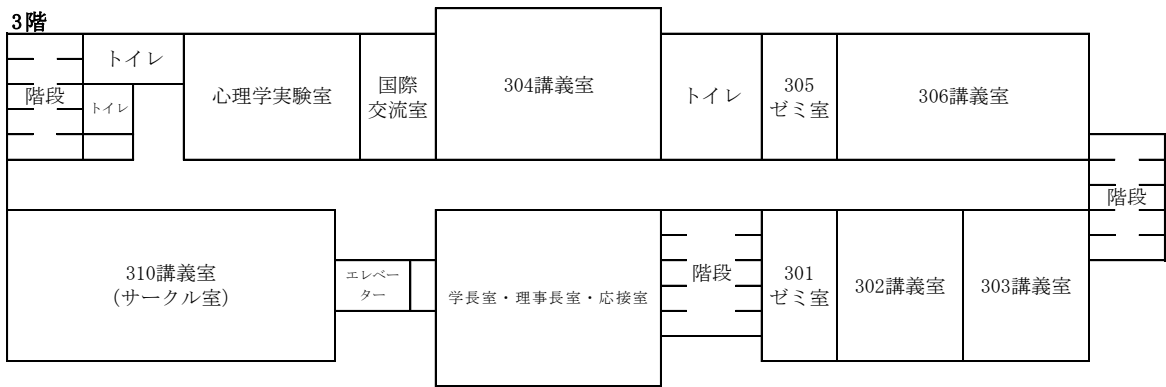 3階
トイレ
階段
トイレ
心理学実験室
国際
交流室
304講義室
トイレ
305
ゼミ室
306講義室
階段
310講義室
(サークル室)
エレベー
ター
学長室・理事長室・応接室
階段
301
ゼミ室
302講義室
303講義室